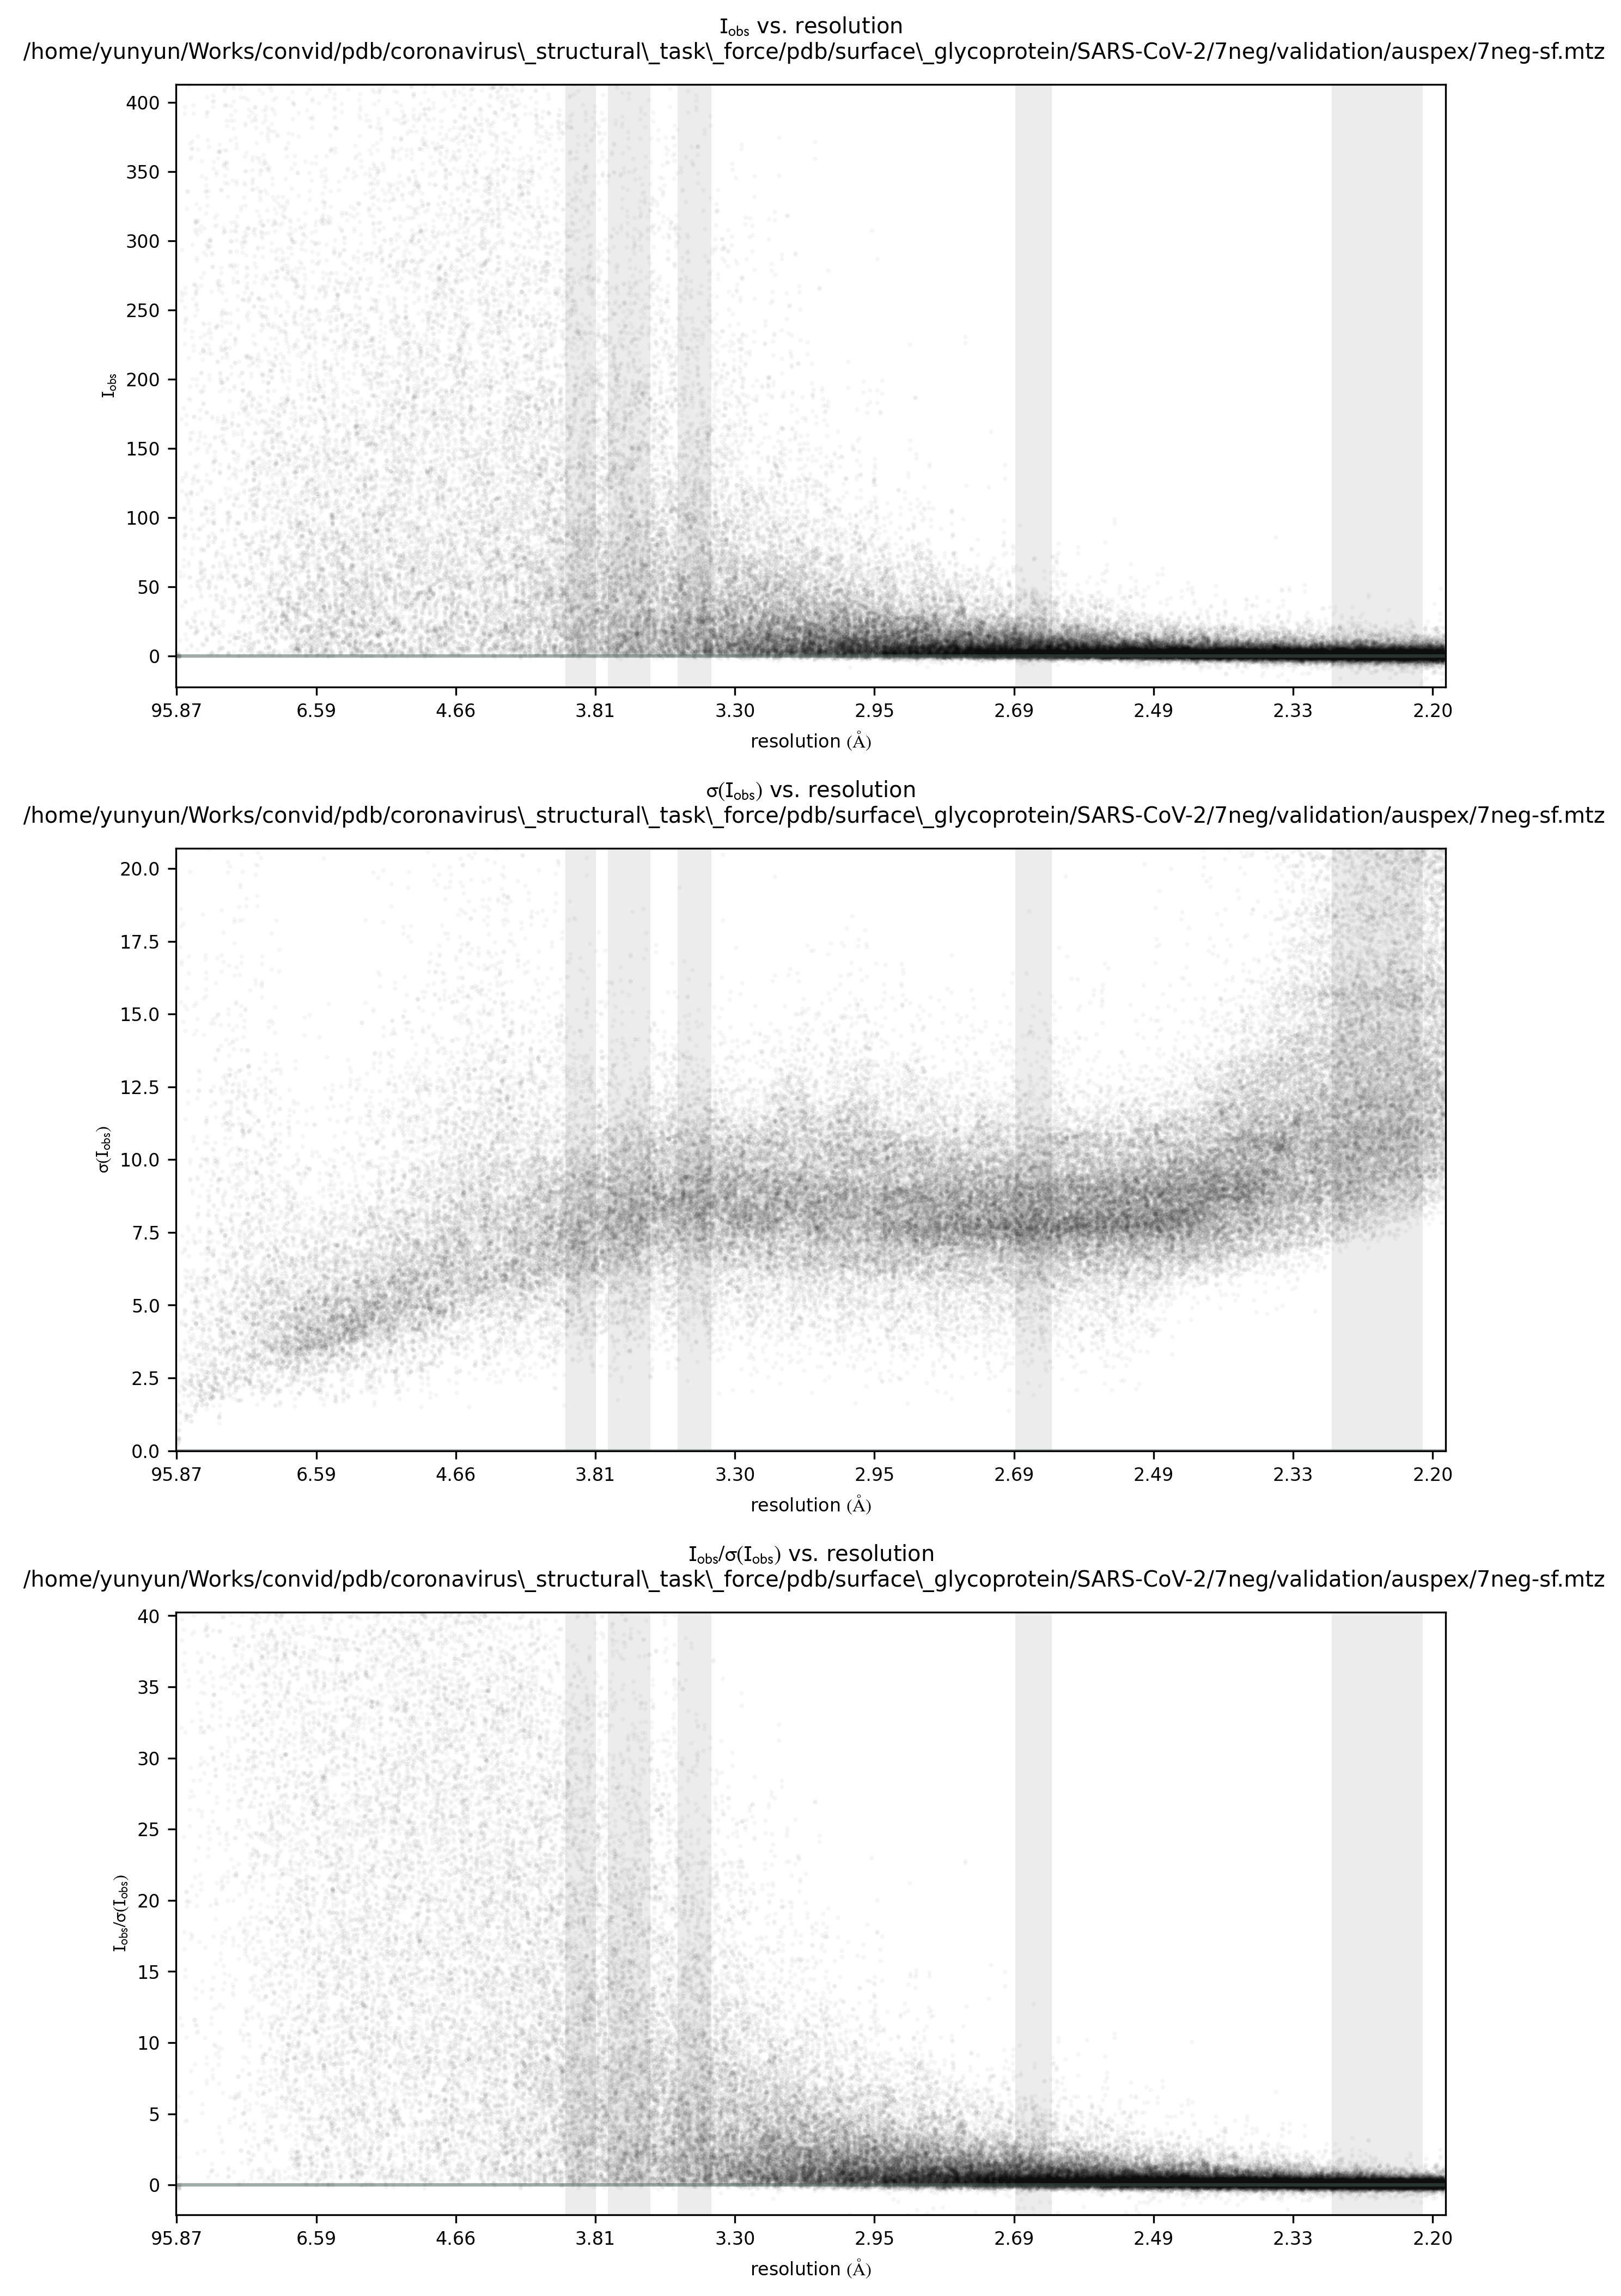 I_obs vs. resolution
/home/yunyun/Works/convid/pdb/coronavirus\_structural\_task\_force/pdb/surface\_glycoprotein/SARS-CoV-2/7neg/validation/auspex/7neg-sf.mtz
400
350
300
250
I_obs
200
150
100
50
0
95.87 6.59 4.66 3.81 3.30 2.95 2.69 2.49 2.33 2.20
resolution (Å)
σ(I_obs) vs. resolution
/home/yunyun/Works/convid/pdb/coronavirus\_structural\_task\_force/pdb/surface\_glycoprotein/SARS-CoV-2/7neg/validation/auspex/7neg-sf.mtz
20.0
17.5
15.0
12.5
σ(I_obs)
10.0
7.5
5.0
2.5
0.0
95.87 6.59 4.66 3.81 3.30 2.95 2.69 2.49 2.33 2.20
resolution (Å)
I_obs/σ(I_obs) vs. resolution
/home/yunyun/Works/convid/pdb/coronavirus\_structural\_task\_force/pdb/surface\_glycoprotein/SARS-CoV-2/7neg/validation/auspex/7neg-sf.mtz
40
35
30
25
I_obs/σ(I_obs)
20
15
10
5
0
95.87 6.59 4.66 3.81 3.30 2.95 2.69 2.49 2.33 2.20
resolution (Å)